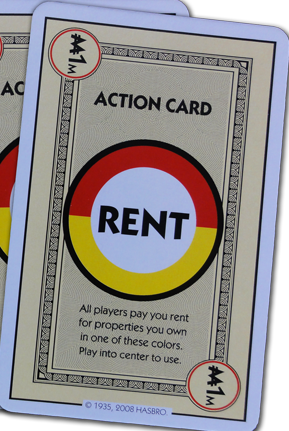 ₩1M
AC
ACTION CARD
RENT
All players pay you rent
for properties you own
in one of these colors.
Play into center to use.
₩1M
© 1935, 2008 HASBRO